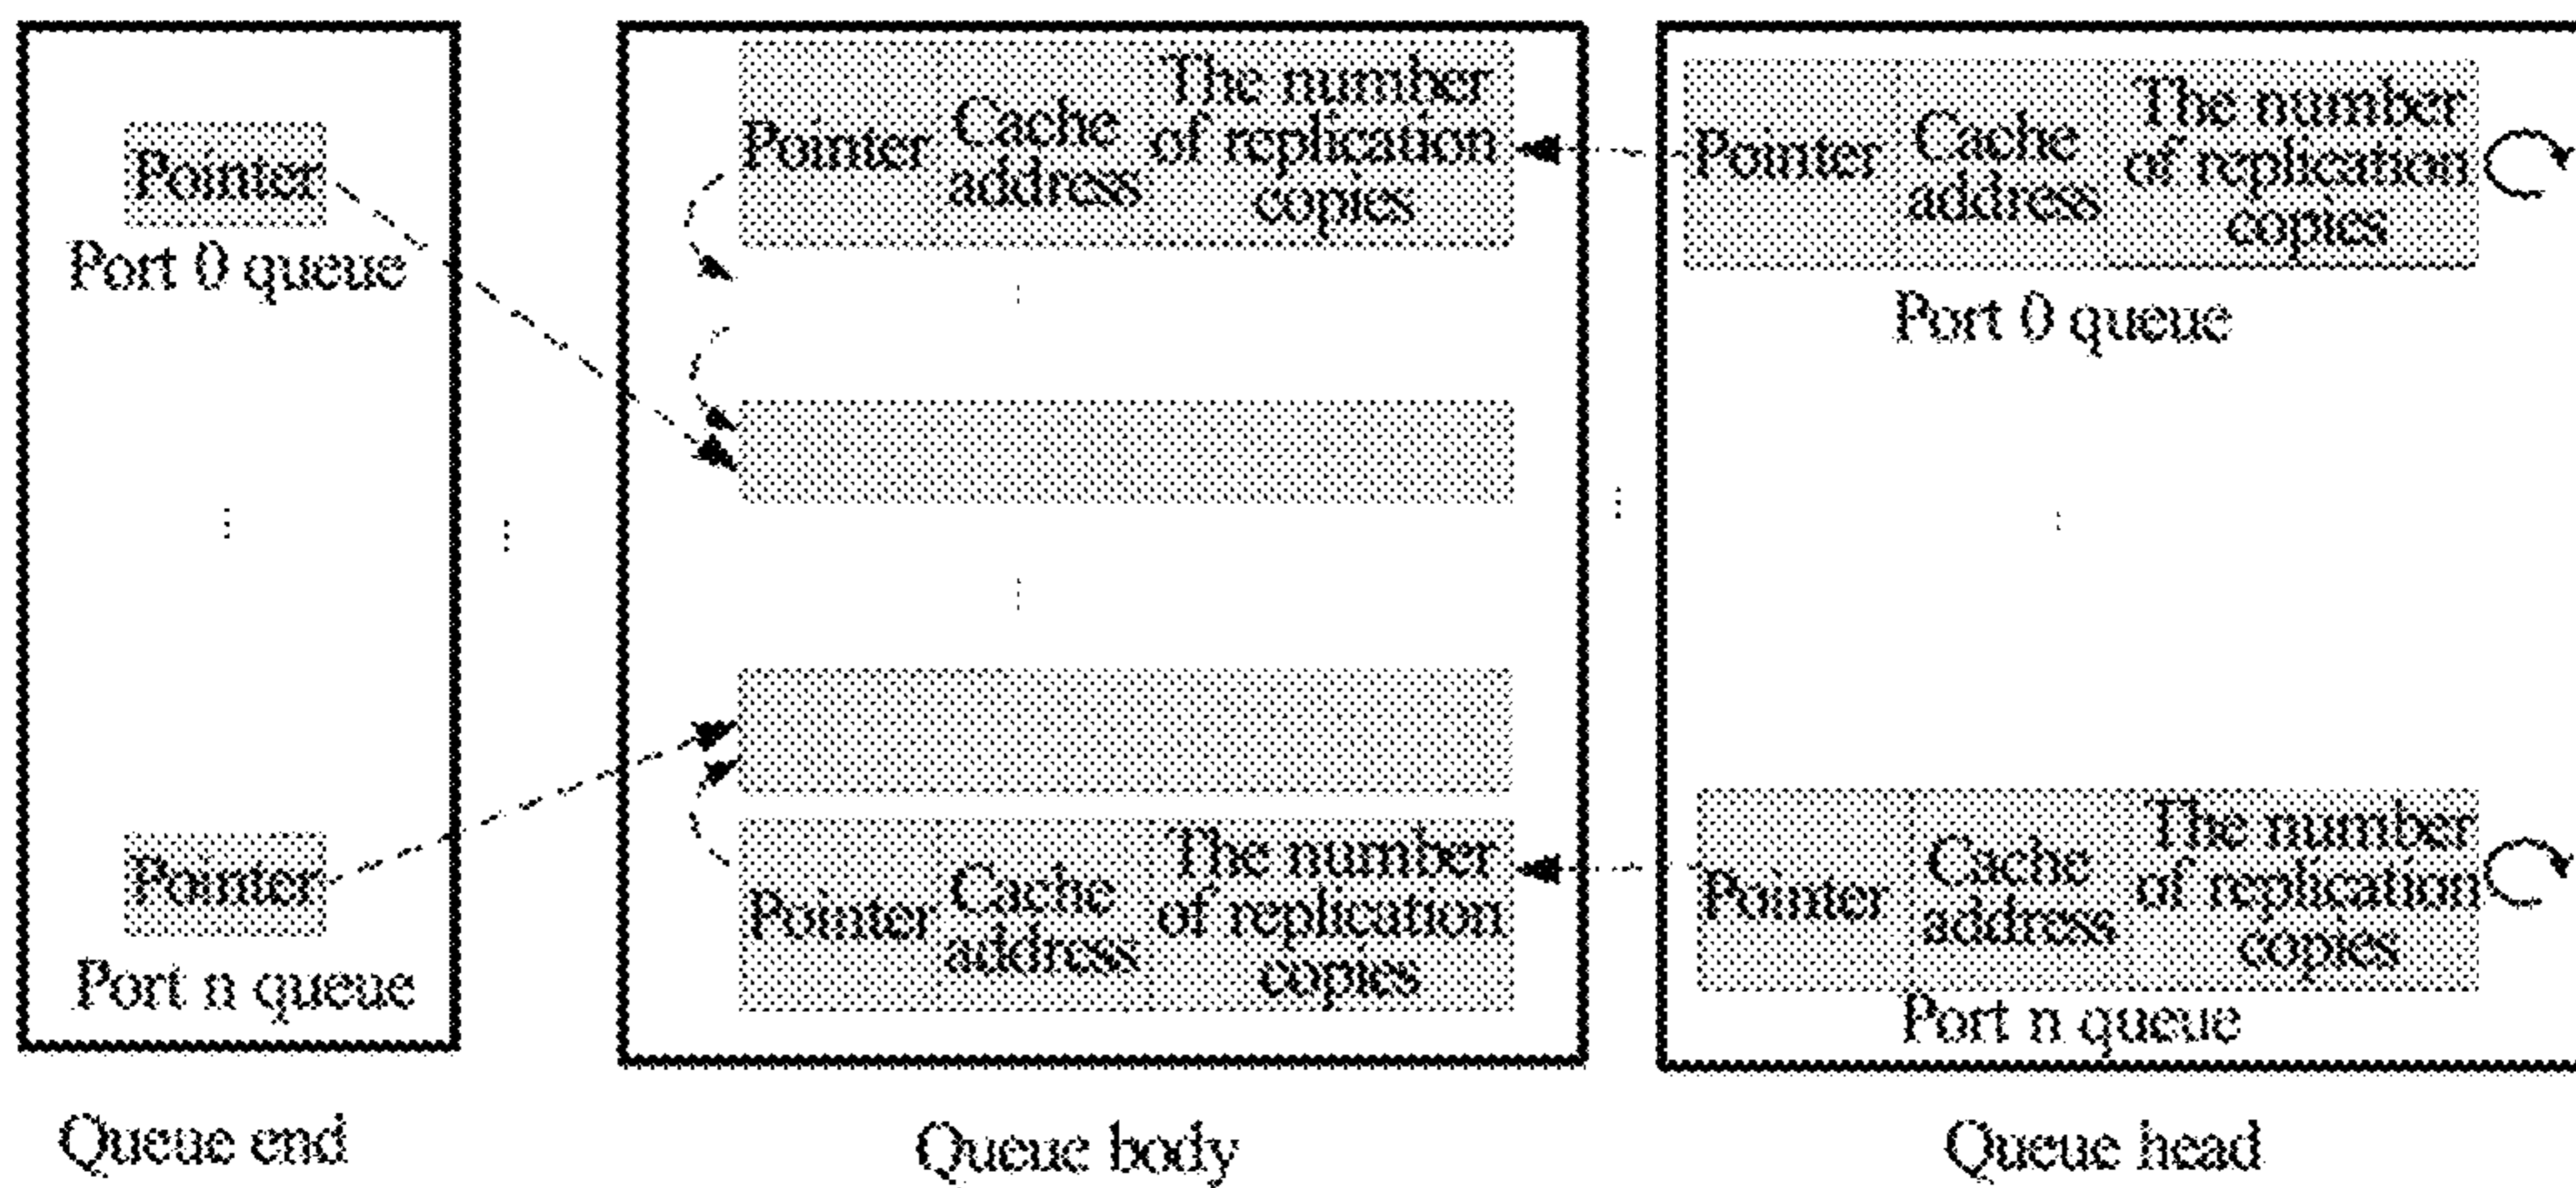 Pointer
Port 0 queue
Pointer
Port n queue
Queue end
Pointer
Cache
address
The number
of replication
copies
Pointer
Cache
address
The number
of replication
copies
Queue body
Pointer
Cache
address
The number
of replication
copies
Port 0 queue
Pointer
Cache
address
The number
of replication
copies
Port n queue
Queue head